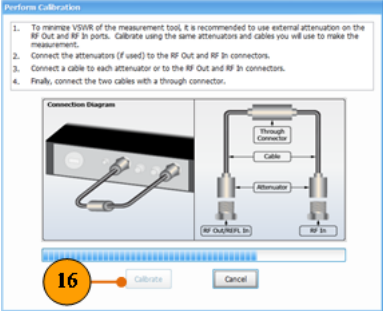 Perform Calibration
1. To minimize VSWR of the measurement tool, it is recommended to use external attenuation on the
RF Out and RF In ports. Calibrate using the same attenuators and cables you will use to make the
measurement.
2. Connect the attenuators (if used) to the RF Out and RF In connectors.
3. Connect a cable to each attenuator or to the RF Out and RF In connectors.
4. Finally, connect the two cables with a through connector.
Connection Diagram
Through
Connector
Cable
Attenuator
RF Out/REFL In
RF In
16
Calibrate
Cancel